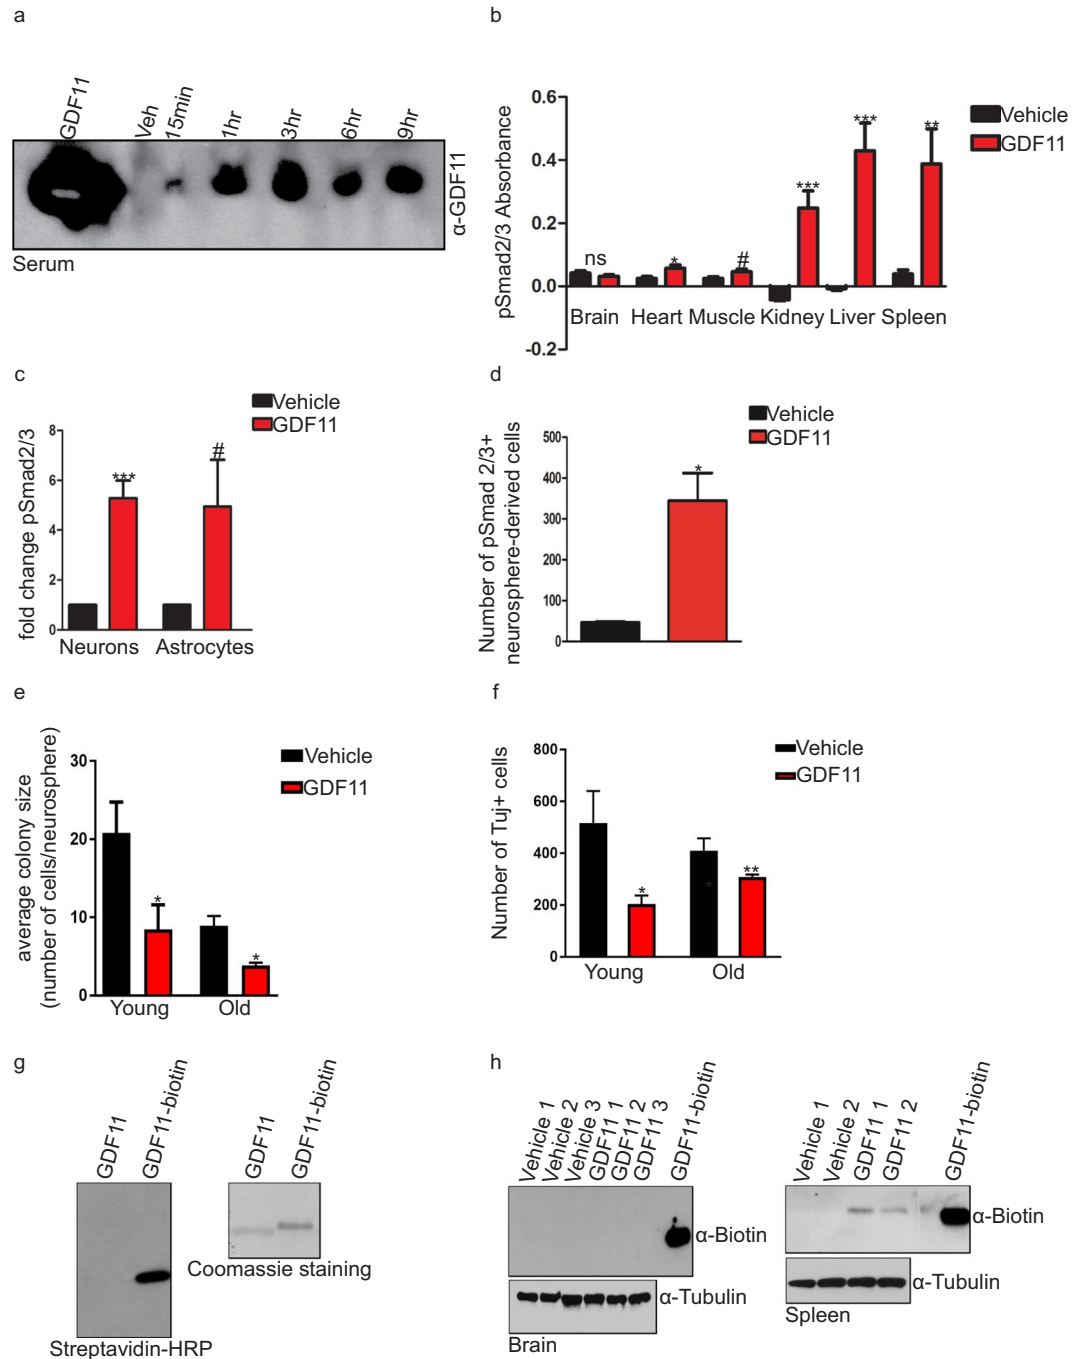 a
GDF11
Veh
15min
1hr
3hr
6hr
9hr
α-GDF11
Serum
b
pSmad2/3 Absorbance
0.6
0.4
0.2
0.0
-0.2
ns
*
#
***
***
**
Brain Heart Muscle Kidney Liver Spleen
Vehicle
GDF11
c
fold change pSmad2/3
8
6
4
2
0
***
#
Neurons Astrocytes
Vehicle
GDF11
d
Number of pSmad 2/3+
neurosphere-derived cells
500
400
300
200
100
0
*
Vehicle
GDF11
e
average colony size
(number of cells/neurosphere)
30
20
10
0
*
*
Young Old
Vehicle
GDF11
f
Number of Tuj+ cells
800
600
400
200
0
*
*
**
Young Old
Vehicle
GDF11
g
GDF11
GDF11-biotin
Streptavidin-HRP
GDF11
GDF11-biotin
Coomassie staining
h
Vehicle 1
Vehicle 2
Vehicle 3
GDF11 1
GDF11 2
GDF11 3
GDF11-biotin
α-Biotin
α-Tubulin
Brain
Vehicle 1
Vehicle 2
GDF11 1
GDF11 2
GDF11-biotin
α-Biotin
α-Tubulin
Spleen